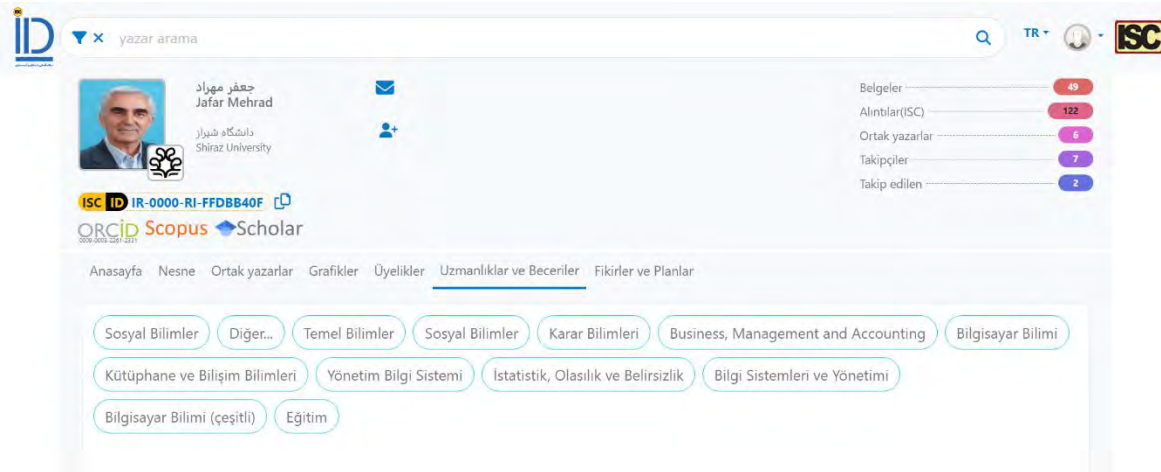 ISC
ID
yazar arama
TR
ISC
جعفر مهراد
Jafar Mehrad
دانشگاه شیراز
Shiraz University
Belgeler 49
Alıntılar(ISC) 122
Ortak yazarlar 6
Takipçiler 7
Takip edilen 2
ISC ID IR-0000-RI-FFDBB40F
ORCID Scopus Scholar
Anasayfa Nesne Ortak yazarlar Grafikler Üyelikler Uzmanlıklar ve Beceriler Fikirler ve Planlar
Sosyal Bilimler Diğer... Temel Bilimler Sosyal Bilimler Karar Bilimleri Business, Management and Accounting Bilgisayar Bilimi
Kütüphane ve Bilişim Bilimleri Yönetim Bilgi Sistemi İstatistik, Olasılık ve Belirsizlik Bilgi Sistemleri ve Yönetimi
Bilgisayar Bilimi (çeşitli) Eğitim